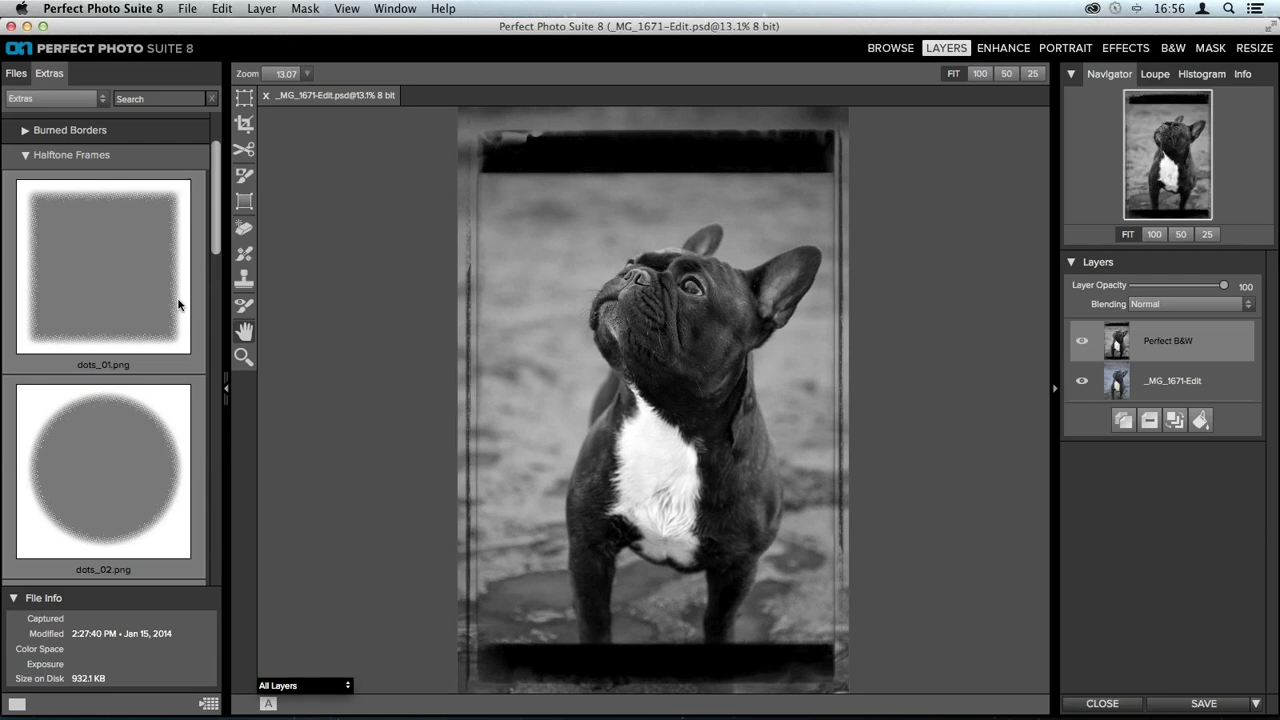 Perfect Photo Suite 8 File Edit Layer Mask View Window Help 16:56
Perfect Photo Suite 8 (_MG_1671-Edit.psd@13.1% 8 bit)
on PERFECT PHOTO SUITE 8 BROWSE LAYERS ENHANCE PORTRAIT EFFECTS B&W MASK RESIZE
Files Extras
Zoom 13.07
FIT 100 50 25
Navigator Loupe Histogram Info
Extras
Search X
X _MG_1671-Edit.psd@13.1% 8 bit
Burned Borders
Halftone Frames
dots_01.png
dots_02.png
File Info
Captured
Modified 2:27:40 PM • Jan 15, 2014
Color Space
Exposure
Size on Disk 932.1 KB
All Layers
A
FIT 100 50 25
Layers
Layer Opacity 100
Blending Normal
Perfect B&W
_MG_1671-Edit
CLOSE SAVE